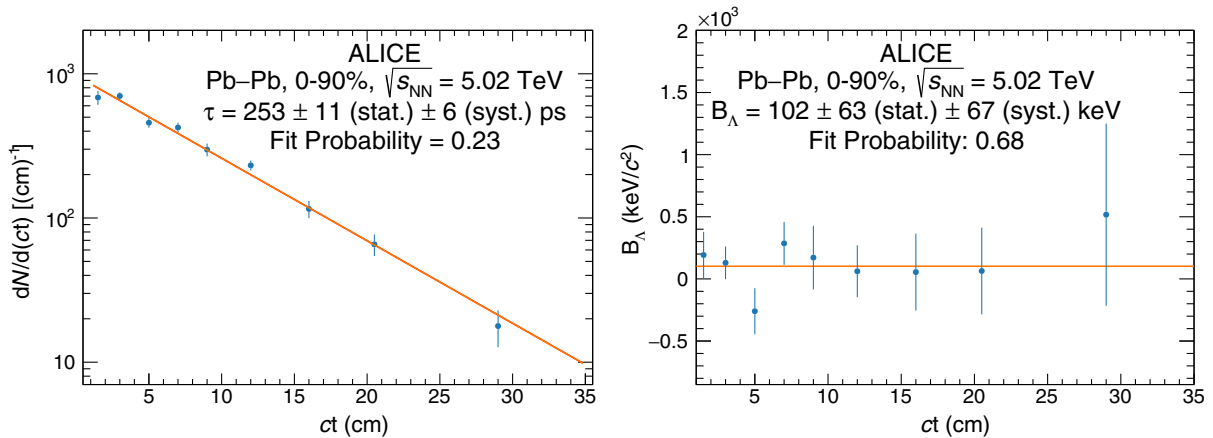 ALICE
Pb–Pb, 0-90%, √sNN = 5.02 TeV
τ = 253 ± 11 (stat.) ± 6 (syst.) ps
Fit Probability = 0.23
dN/d(ct) [(cm)⁻¹]
10³
10²
10
5 10 15 20 25 30 35
ct (cm)
×10³
ALICE
Pb–Pb, 0-90%, √sNN = 5.02 TeV
BΛ = 102 ± 63 (stat.) ± 67 (syst.) keV
Fit Probability: 0.68
BΛ (keV/c²)
2
1.5
1
0.5
0
−0.5
5 10 15 20 25 30 35
ct (cm)